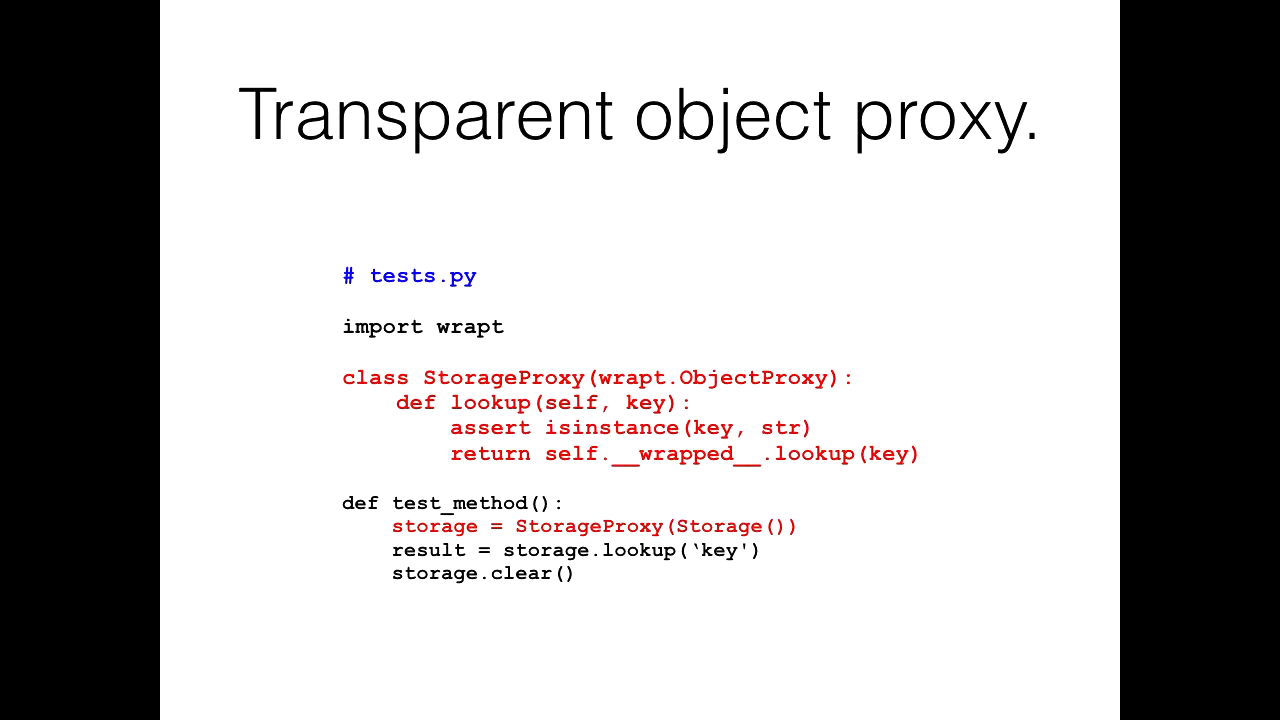 Transparent object proxy.
# tests.py
import wrapt
class StorageProxy(wrapt.ObjectProxy):
    def lookup(self, key):
        assert isinstance(key, str)
        return self.__wrapped__.lookup(key)
def test_method():
    storage = StorageProxy(Storage())
    result = storage.lookup(‘key')
    storage.clear()